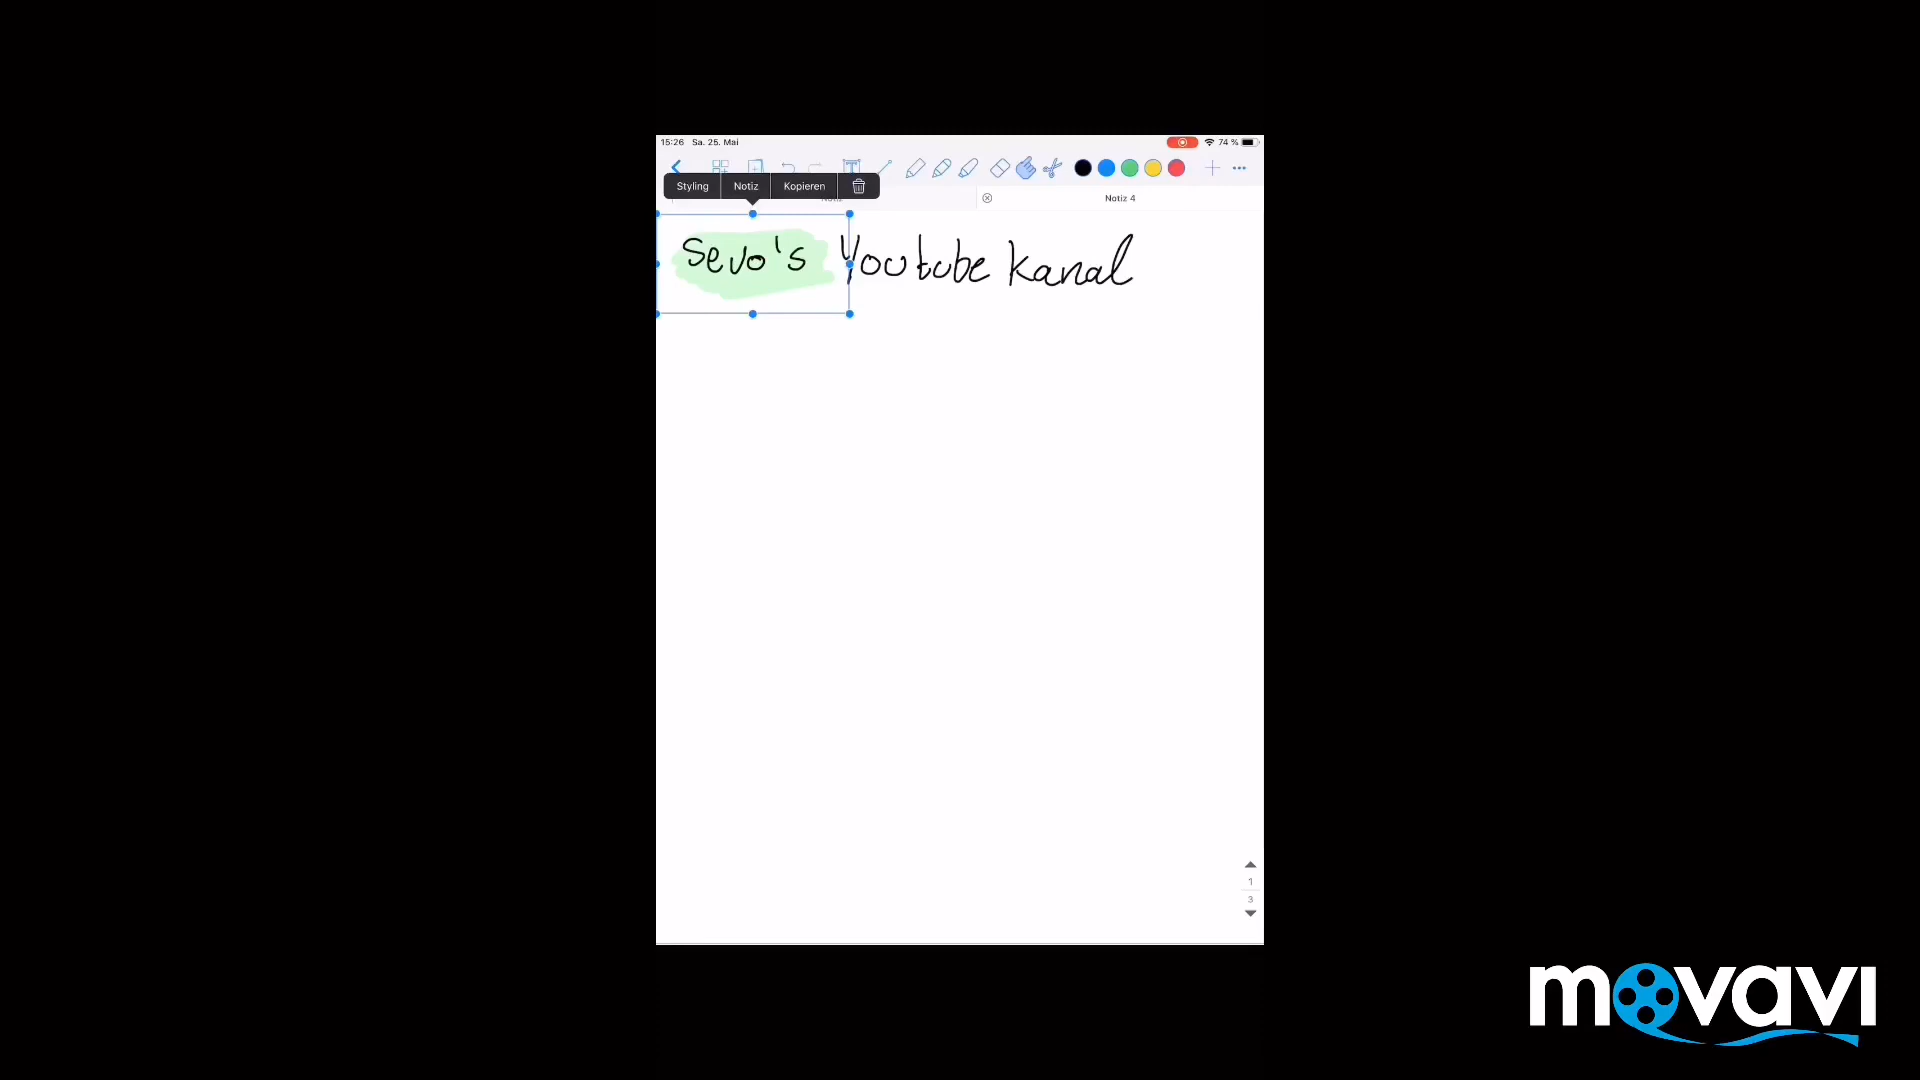 15:26 Sa. 25. Mai 74 %
Styling Notiz Kopieren
Notiz 4
Sevo's Youtube kanal
1
3
movavi